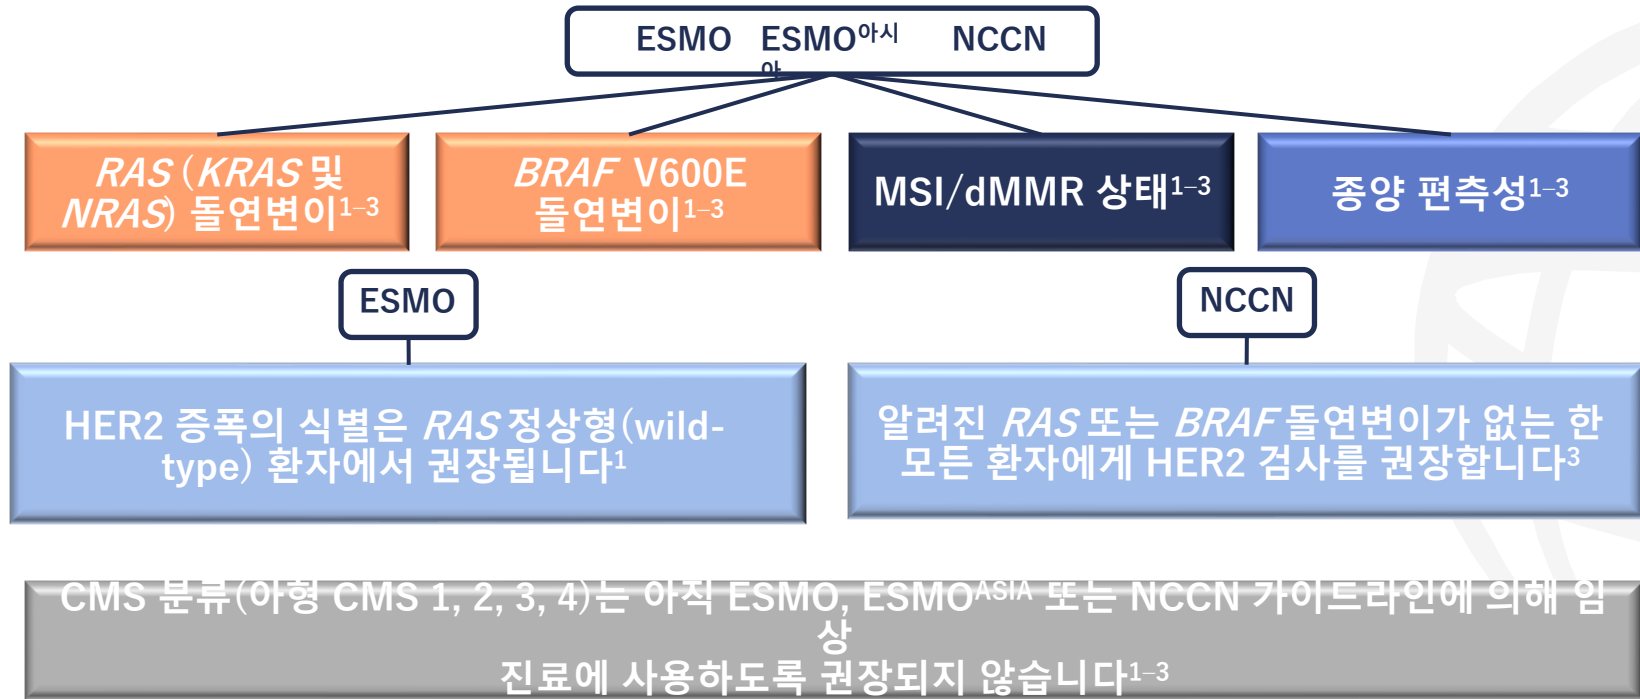 ESMO ESMO아시아 NCCN
RAS (KRAS 및
NRAS) 돌연변이1–3
BRAF V600E
돌연변이1–3
MSI/dMMR 상태1–3
종양 편측성1–3
ESMO
NCCN
HER2 증폭의 식별은 RAS 정상형(wild-
type) 환자에서 권장됩니다1
알려진 RAS 또는 BRAF 돌연변이가 없는 한
모든 환자에게 HER2 검사를 권장합니다3
CMS 분류(아형 CMS 1, 2, 3, 4)는 아직 ESMO, ESMOASIA 또는 NCCN 가이드라인에 의해 임
상
진료에 사용하도록 권장되지 않습니다1–3